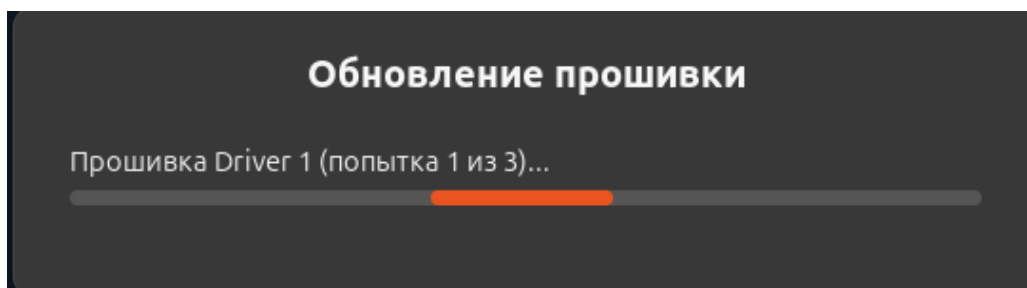 Обновление прошивки
Прошивка Driver 1 (попытка 1 из 3)...